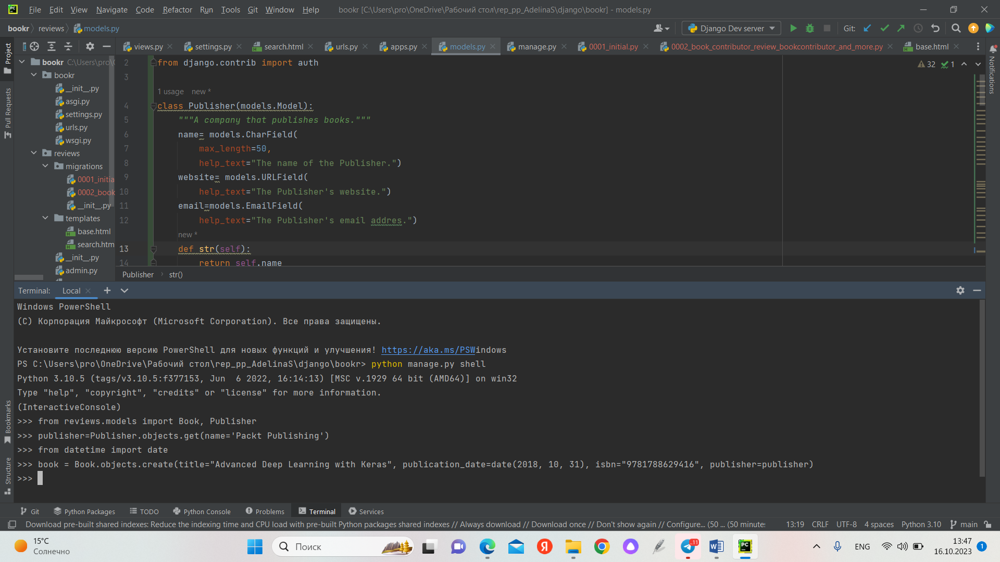 File Edit View Navigate Code Refactor Run Tools Git Window Help bookr [C:\Users\pro\OneDrive\Рабочий стол\rep_pp_AdelinaS\django\bookr] - models.py
bookr reviews models.py Django Dev server Git:
views.py settings.py search.html urls.py apps.py models.py manage.py 0001_initial.py 0002_book_contributor_review_bookcontributor_and_more.py base.html
Project
Pull Requests
Bookmarks
Structure
Notifications
bookr C:\Users\pro\
bookr
__init__.py
asgi.py
settings.py
urls.py
wsgi.py
reviews
migrations
0001_initia
0002_book
__init__.py
templates
base.html
search.htm
__init__.py
admin.py
32 1
2 from django.contrib import auth
3
1 usage new *
4 class Publisher(models.Model):
5 """A company that publishes books."""
6 name= models.CharField(
7 max_length=50,
8 help_text="The name of the Publisher.")
9 website= models.URLField(
10 help_text="The Publisher's website.")
11 email=models.EmailField(
12 help_text="The Publisher's email addres.")
new *
13 def str(self):
14 return self.name
Publisher str()
Terminal: Local
Windows PowerShell
(C) Корпорация Майкрософт (Microsoft Corporation). Все права защищены.
Установите последнюю версию PowerShell для новых функций и улучшения! https://aka.ms/PSWindows
PS C:\Users\pro\OneDrive\Рабочий стол\rep_pp_AdelinaS\django\bookr> python manage.py shell
Python 3.10.5 (tags/v3.10.5:f377153, Jun  6 2022, 16:14:13) [MSC v.1929 64 bit (AMD64)] on win32
Type "help", "copyright", "credits" or "license" for more information.
(InteractiveConsole)
>>> from reviews.models import Book, Publisher
>>> publisher=Publisher.objects.get(name='Packt Publishing')
>>> from datetime import date
>>> book = Book.objects.create(title="Advanced Deep Learning with Keras", publication_date=date(2018, 10, 31), isbn="9781788629416", publisher=publisher)
>>>
Git Python Packages TODO Python Console Problems Terminal Services
Download pre-built shared indexes: Reduce the indexing time and CPU load with pre-built Python packages shared indexes // Always download // Download once // Don't show again // Configure... (50 ... (50 minutes 13:19 CRLF UTF-8 4 spaces Python 3.10 main
15°C
Солнечно
Поиск
ENG
13:47
16.10.2023